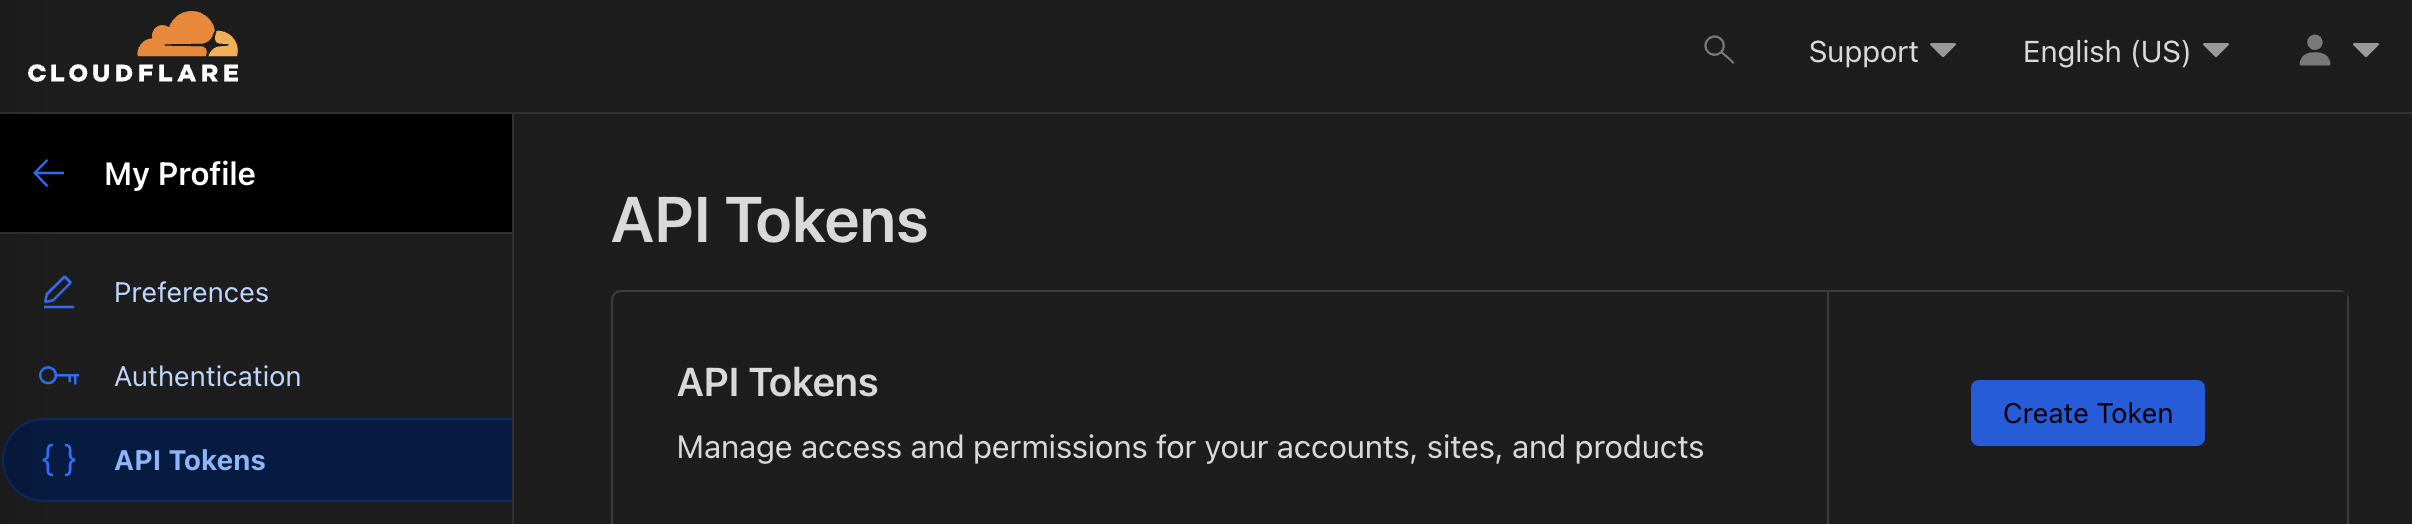 CLOUDFLARE
Support
English (US)
My Profile
Preferences
Authentication
API Tokens
API Tokens
API Tokens
Manage access and permissions for your accounts, sites, and products
Create Token